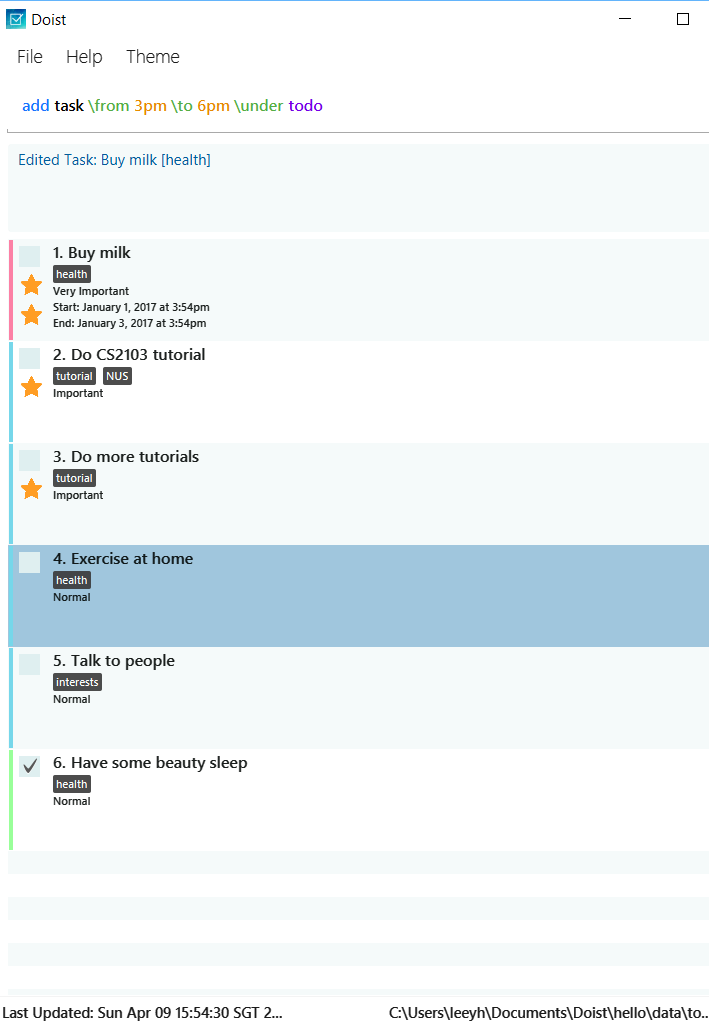 Doist
File Help Theme
add task \from 3pm \to 6pm \under todo
Edited Task: Buy milk [health]
1. Buy milk
health
Very Important
Start: January 1, 2017 at 3:54pm
End: January 3, 2017 at 3:54pm
2. Do CS2103 tutorial
tutorial NUS
Important
3. Do more tutorials
tutorial
Important
4. Exercise at home
health
Normal
5. Talk to people
interests
Normal
6. Have some beauty sleep
health
Normal
Last Updated: Sun Apr 09 15:54:30 SGT 2... C:\Users\leeyh\Documents\Doist\hello\data\to..